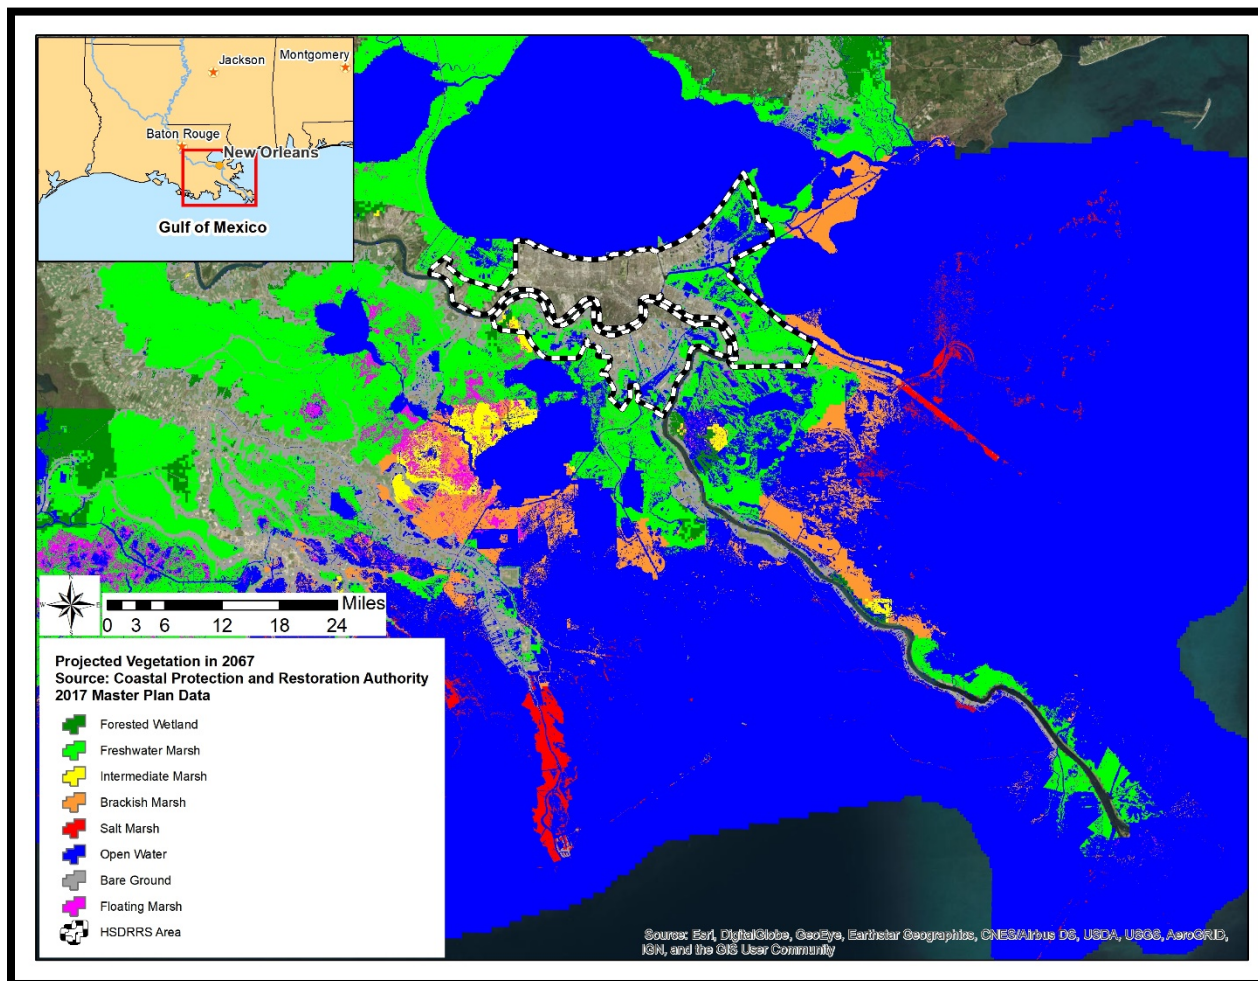 Jackson
Montgomery
Baton Rouge
New Orleans
Gulf of Mexico
N
W
E
S
Miles
0 3 6 12 18 24
Projected Vegetation in 2067
Source: Coastal Protection and Restoration Authority
2017 Master Plan Data
Forested Wetland
Freshwater Marsh
Intermediate Marsh
Brackish Marsh
Salt Marsh
Open Water
Bare Ground
Floating Marsh
HSDRRS Area
Source: Esri, DigitalGlobe, GeoEye, Earthstar Geographics, CNES/Airbus DS, USDA, USGS, AeroGRID,
IGN, and the GIS User Community